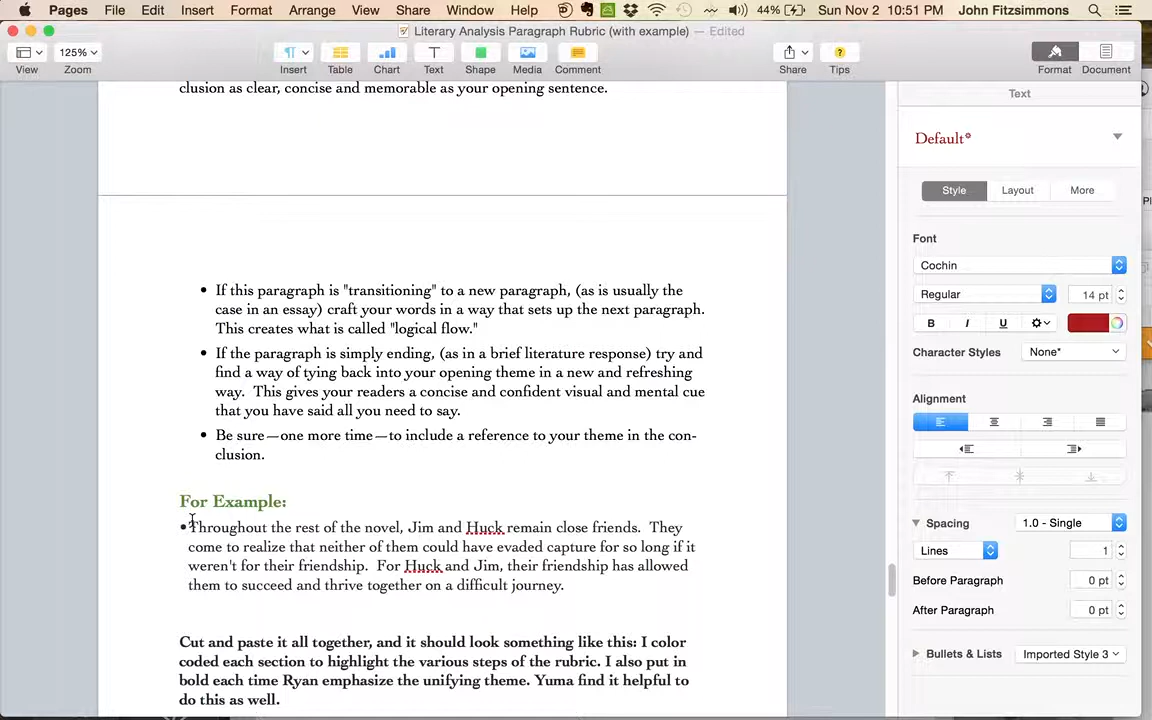 Pages File Edit Insert Format Arrange View Share Window Help 44% Sun Nov 2 10:51 PM John Fitzsimmons
Literary Analysis Paragraph Rubric (with example) — Edited
125%
View Zoom Insert Table Chart Text Shape Media Comment Share Tips Format Document
clusion as clear, concise and memorable as your opening sentence.
• If this paragraph is "transitioning" to a new paragraph, (as is usually the
case in an essay) craft your words in a way that sets up the next paragraph.
This creates what is called "logical flow."
• If the paragraph is simply ending, (as in a brief literature response) try and
find a way of tying back into your opening theme in a new and refreshing
way. This gives your readers a concise and confident visual and mental cue
that you have said all you need to say.
• Be sure—one more time—to include a reference to your theme in the con-
clusion.
For Example:
•Throughout the rest of the novel, Jim and Huck remain close friends. They
come to realize that neither of them could have evaded capture for so long if it
weren't for their friendship. For Huck and Jim, their friendship has allowed
them to succeed and thrive together on a difficult journey.
Cut and paste it all together, and it should look something like this: I color
coded each section to highlight the various steps of the rubric. I also put in
bold each time Ryan emphasize the unifying theme. Yuma find it helpful to
do this as well.
Text
Default*
Style Layout More
Font
Cochin
Regular 14 pt
B I U
Character Styles None*
Alignment
Spacing 1.0 - Single
Lines 1
Before Paragraph 0 pt
After Paragraph 0 pt
Bullets & Lists Imported Style 3